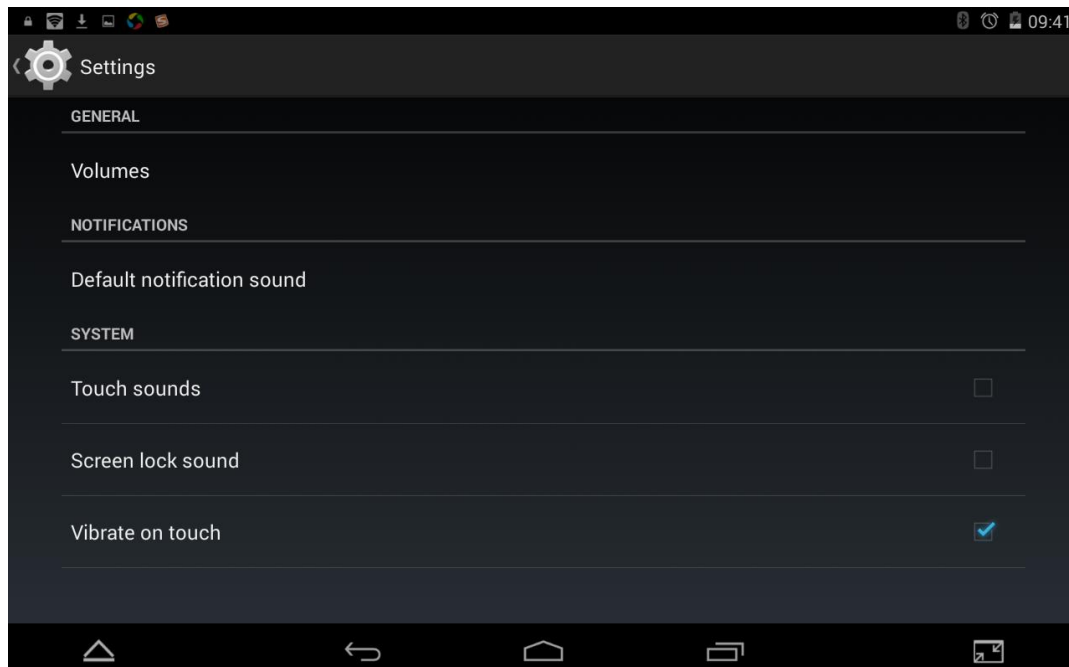 09:41
Settings
GENERAL
Volumes
NOTIFICATIONS
Default notification sound
SYSTEM
Touch sounds
Screen lock sound
Vibrate on touch